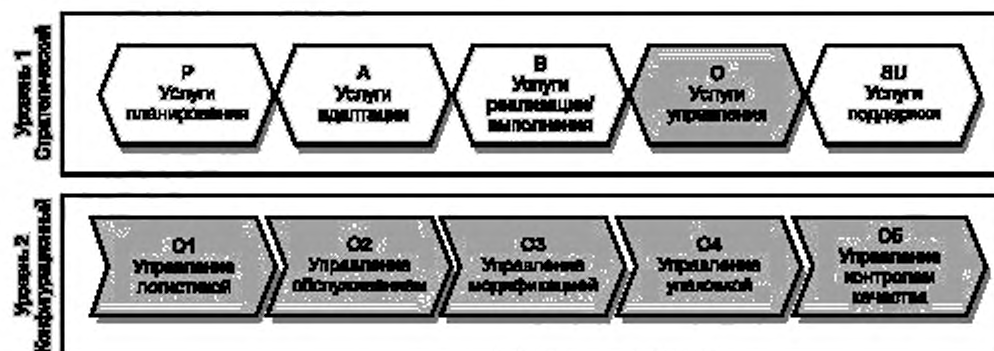 Уровень 1
Стратегический
P
Услуги
планирования
A
Услуги
адаптации
B
Услуги
реализации/
выполнения
O
Услуги
управления
SU
Услуги
поддержки
Уровень 2
Конфигурационный
O1
Управление
логистикой
O2
Управление
обслуживанием
O3
Управление
модификацией
O4
Управление
упаковкой
O5
Управление
контролем
качества